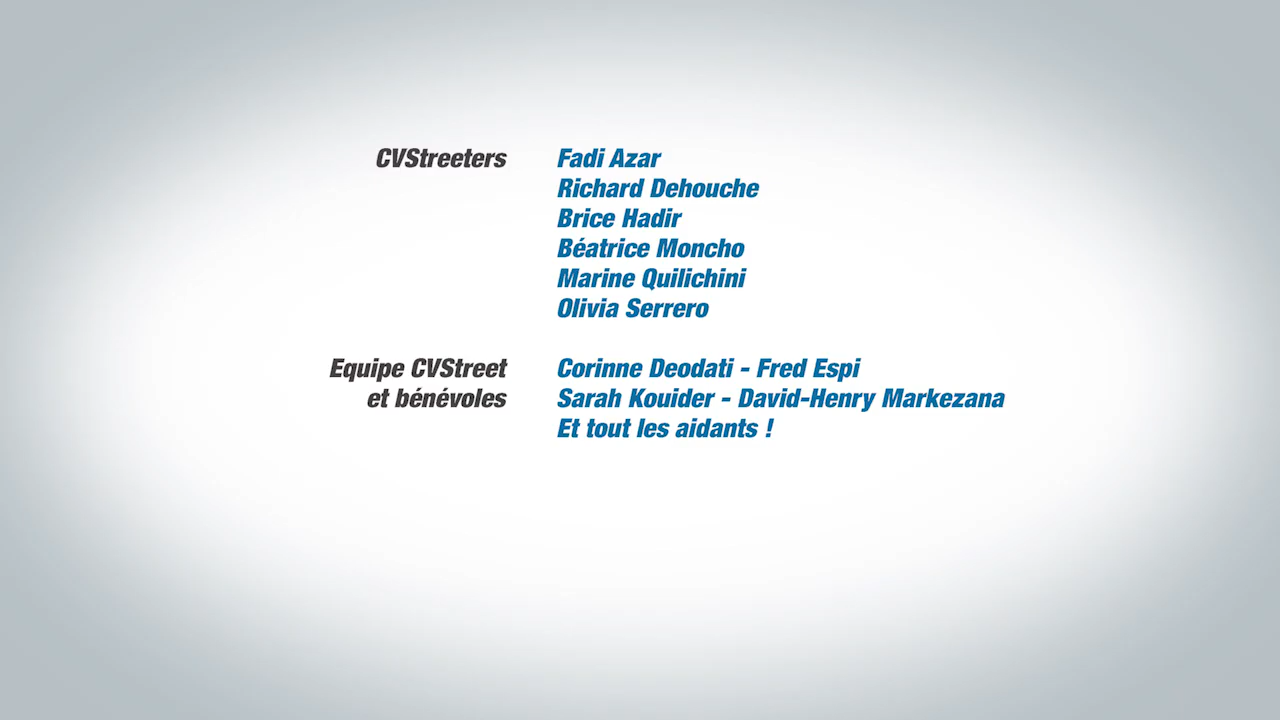 CVStreeters Fadi Azar
Richard Dehouche
Brice Hadir
Béatrice Moncho
Marine Quilichini
Olivia Serrero
Equipe CVStreet Corinne Deodati - Fred Espi
et bénévoles Sarah Kouider - David-Henry Markezana
Et tout les aidants !